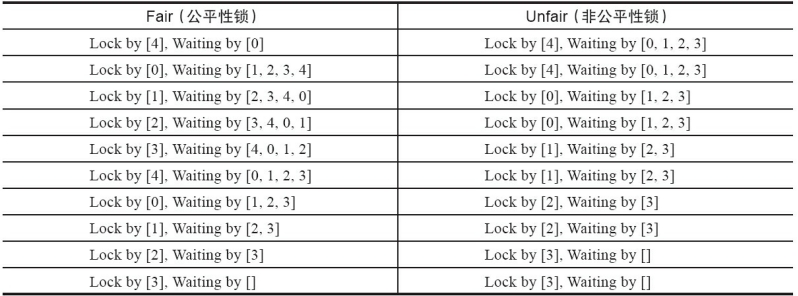 Fair（公平性锁） Unfair（非公平性锁）
Lock by [4], Waiting by [0] Lock by [4], Waiting by [0, 1, 2, 3]
Lock by [0], Waiting by [1, 2, 3, 4] Lock by [4], Waiting by [0, 1, 2, 3]
Lock by [1], Waiting by [2, 3, 4, 0] Lock by [0], Waiting by [1, 2, 3]
Lock by [2], Waiting by [3, 4, 0, 1] Lock by [0], Waiting by [1, 2, 3]
Lock by [3], Waiting by [4, 0, 1, 2] Lock by [1], Waiting by [2, 3]
Lock by [4], Waiting by [0, 1, 2, 3] Lock by [1], Waiting by [2, 3]
Lock by [0], Waiting by [1, 2, 3] Lock by [2], Waiting by [3]
Lock by [1], Waiting by [2, 3] Lock by [2], Waiting by [3]
Lock by [2], Waiting by [3] Lock by [3], Waiting by []
Lock by [3], Waiting by [] Lock by [3], Waiting by []